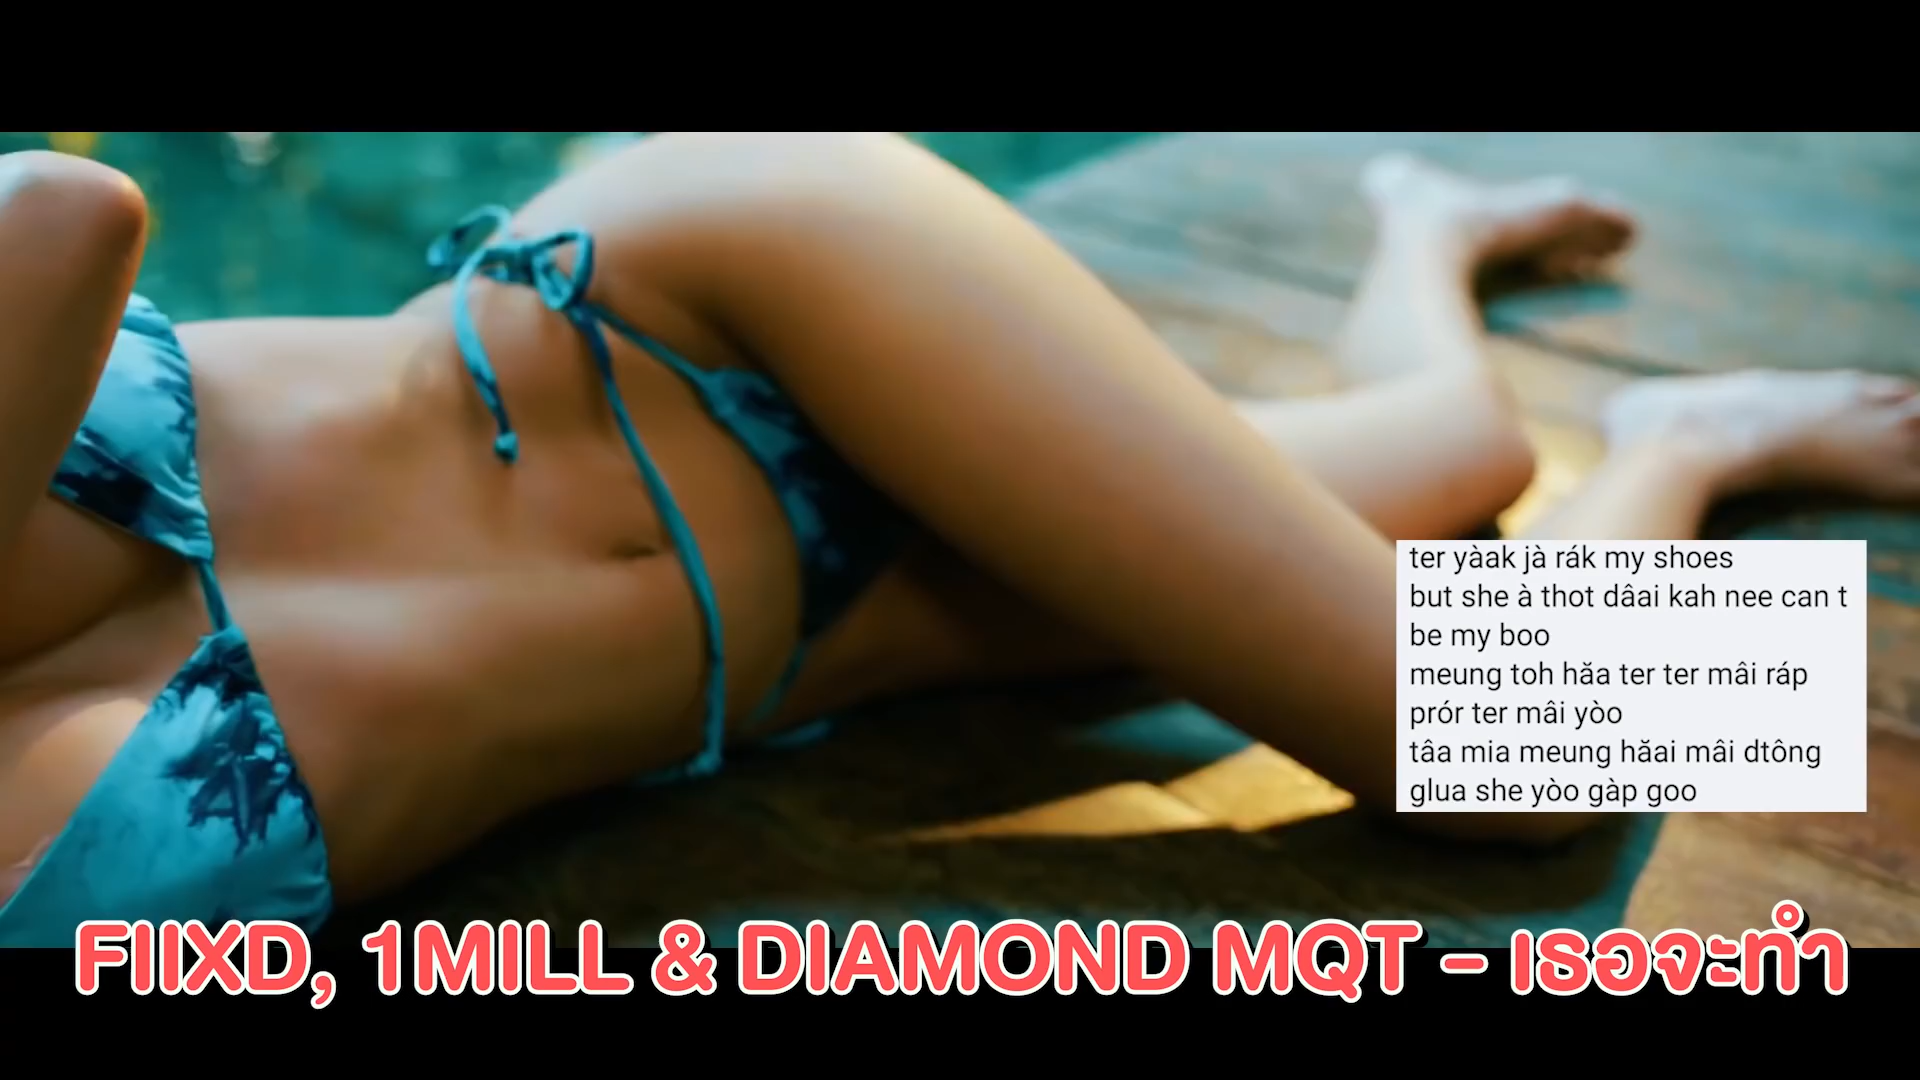 ter yàak jà rák my shoes
but she à thot dâai kah nee can t
be my boo
meung toh hăa ter ter mâi ráp
prór ter mâi yòo
tâa mia meung hăai mâi dtông
glua she yòo gàp goo
FIIXD, 1MILL & DIAMOND MQT - เธอจะทำ